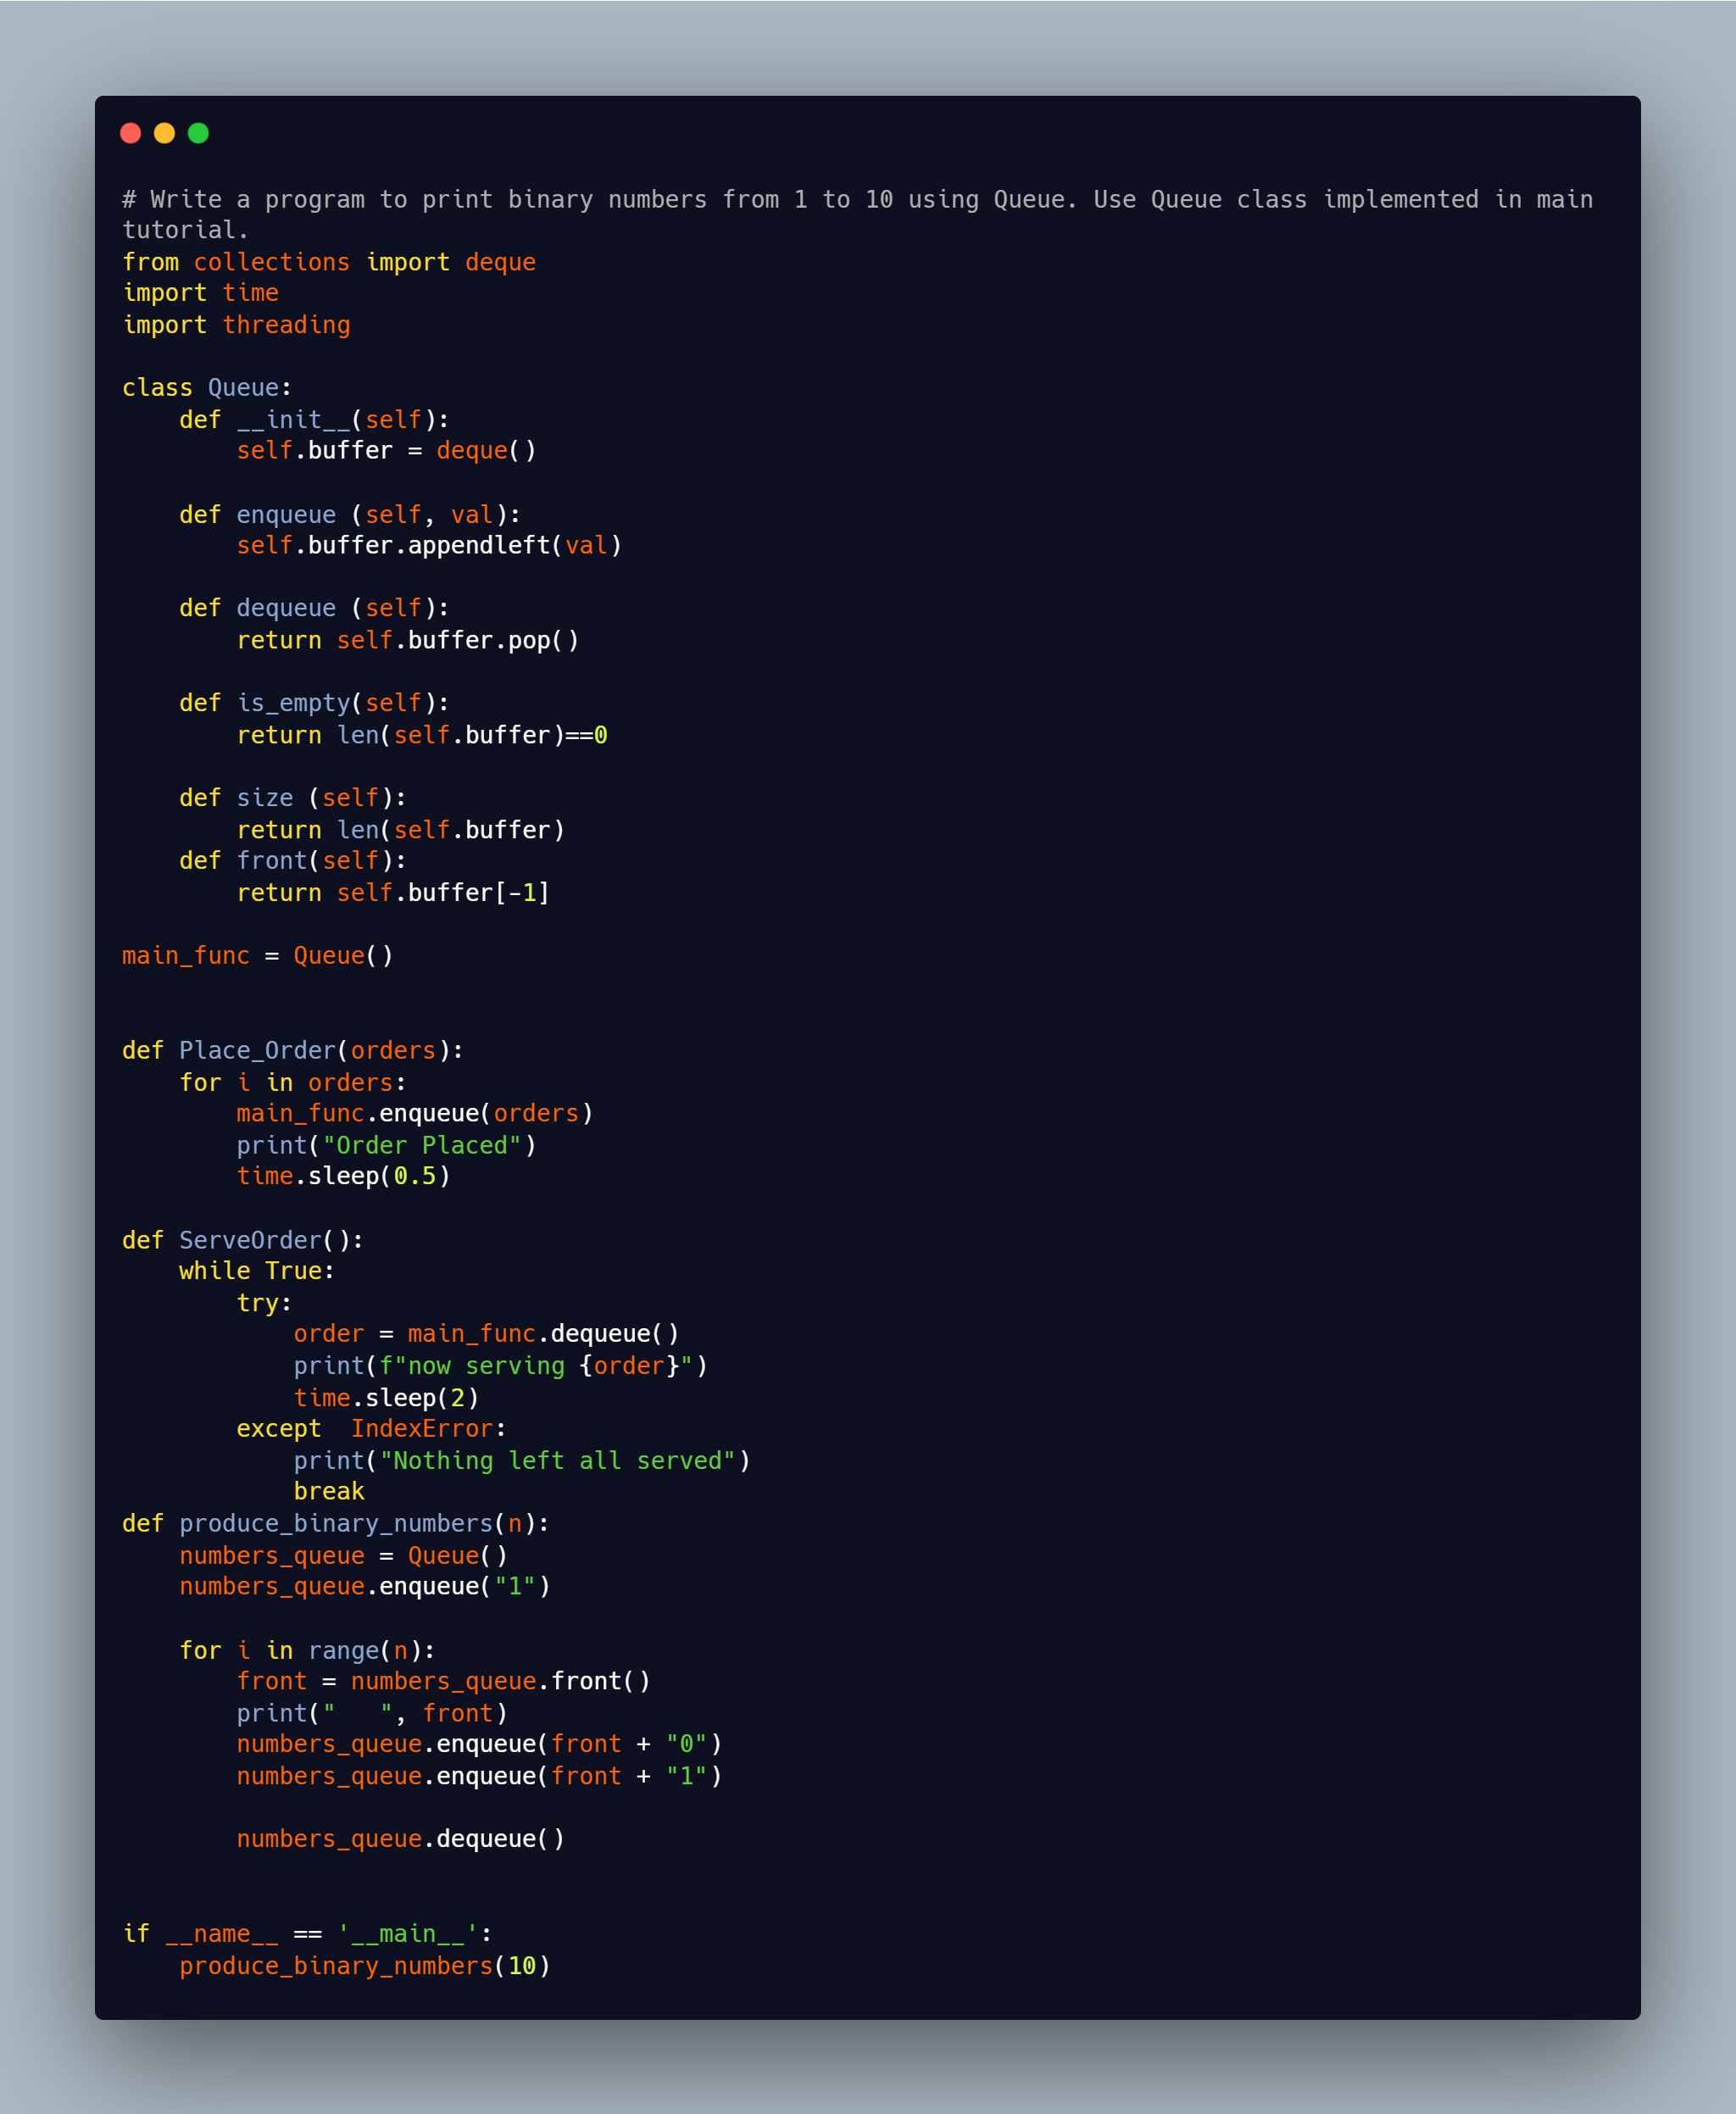 # Write a program to print binary numbers from 1 to 10 using Queue. Use Queue class implemented in main
tutorial.
from collections import deque
import time
import threading

class Queue:
    def __init__(self):
        self.buffer = deque()

    def enqueue (self, val):
        self.buffer.appendleft(val)

    def dequeue (self):
        return self.buffer.pop()

    def is_empty(self):
        return len(self.buffer)==0

    def size (self):
        return len(self.buffer)
    def front(self):
        return self.buffer[-1]

main_func = Queue()


def Place_Order(orders):
    for i in orders:
        main_func.enqueue(orders)
        print("Order Placed")
        time.sleep(0.5)

def ServeOrder():
    while True:
        try:
            order = main_func.dequeue()
            print(f"now serving {order}")
            time.sleep(2)
        except  IndexError:
            print("Nothing left all served")
            break
def produce_binary_numbers(n):
    numbers_queue = Queue()
    numbers_queue.enqueue("1")

    for i in range(n):
        front = numbers_queue.front()
        print("   ", front)
        numbers_queue.enqueue(front + "0")
        numbers_queue.enqueue(front + "1")

        numbers_queue.dequeue()


if __name__ == '__main__':
    produce_binary_numbers(10)